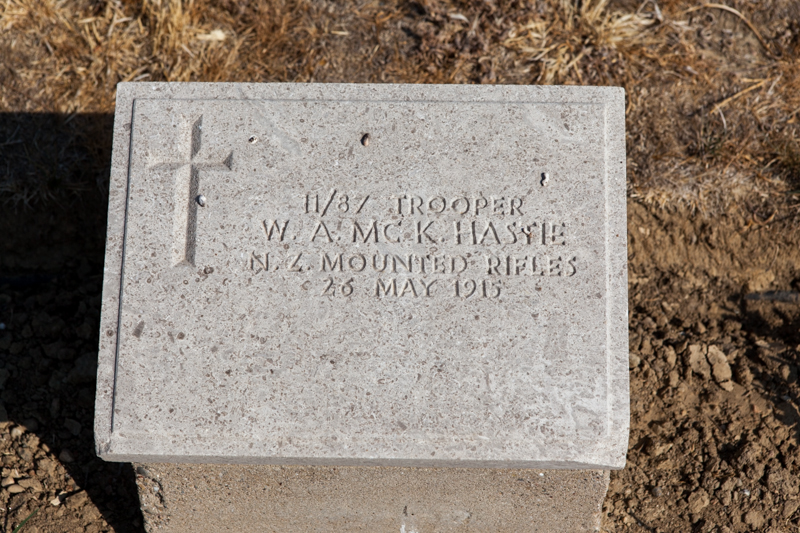 11/87 TROOPER
W. A. MC K. HASTIE
N. Z. MOUNTED RIFLES
26 MAY 1915